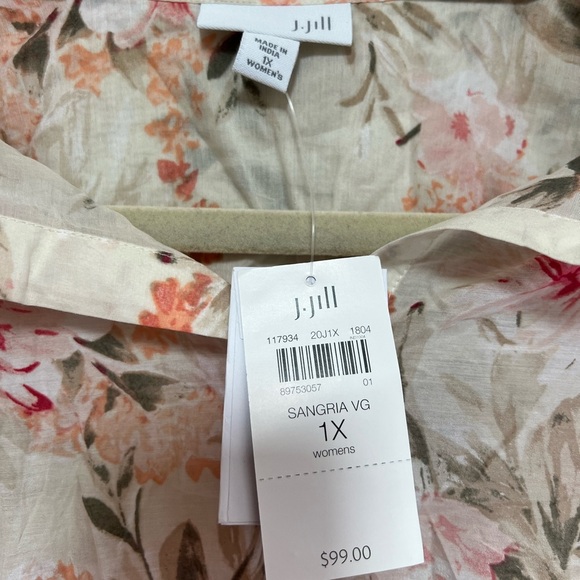 J.Jill
MADE IN
INDIA
1X
WOMEN'S
J.Jill
117934 20J1X 1804
89753057 01
SANGRIA VG
1X
womens
$99.00